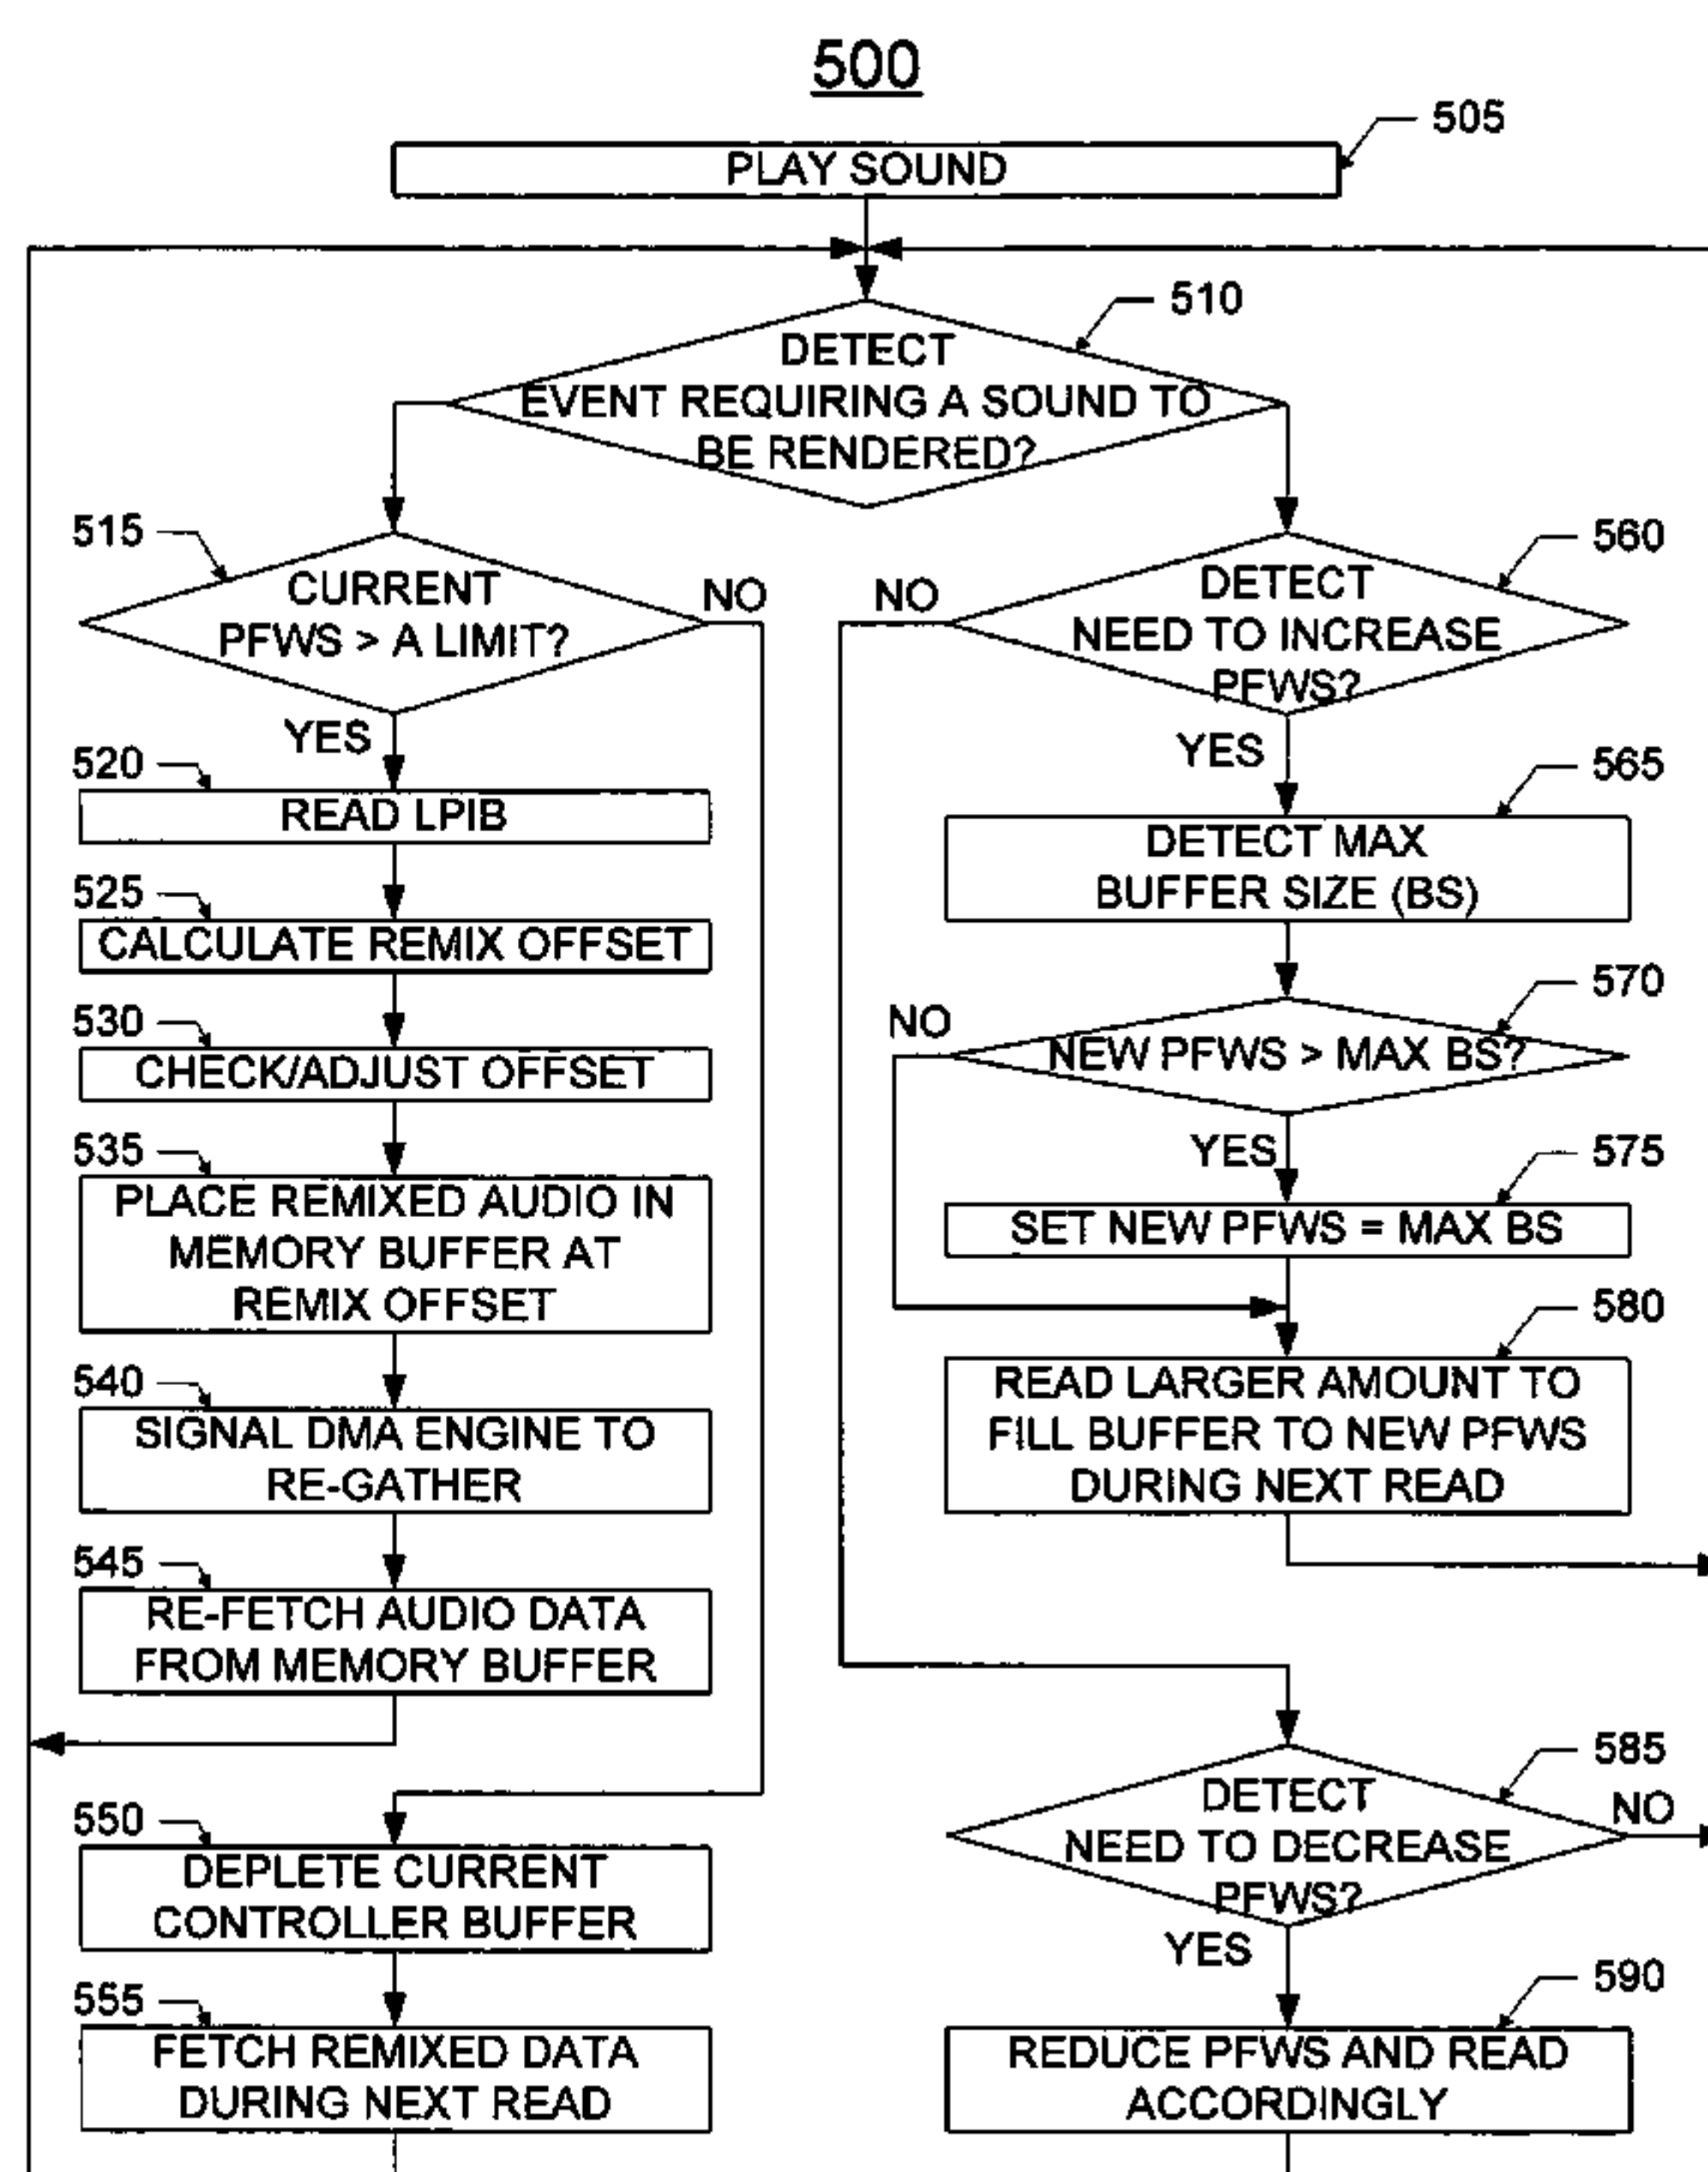 500
505
PLAY SOUND
510
DETECT
EVENT REQUIRING A SOUND TO
BE RENDERED?
515
CURRENT
PFWS > A LIMIT?
NO
YES
520
READ LPIB
525
CALCULATE REMIX OFFSET
530
CHECK/ADJUST OFFSET
535
PLACE REMIXED AUDIO IN
MEMORY BUFFER AT
REMIX OFFSET
540
SIGNAL DMA ENGINE TO
RE-GATHER
545
RE-FETCH AUDIO DATA
FROM MEMORY BUFFER
550
DEPLETE CURRENT
CONTROLLER BUFFER
555
FETCH REMIXED DATA
DURING NEXT READ
560
NO
DETECT
NEED TO INCREASE
PFWS?
YES
565
DETECT MAX
BUFFER SIZE (BS)
570
NO
NEW PFWS > MAX BS?
YES
575
SET NEW PFWS = MAX BS
580
READ LARGER AMOUNT TO
FILL BUFFER TO NEW PFWS
DURING NEXT READ
585
DETECT
NEED TO DECREASE
PFWS?
NO
YES
590
REDUCE PFWS AND READ
ACCORDINGLY